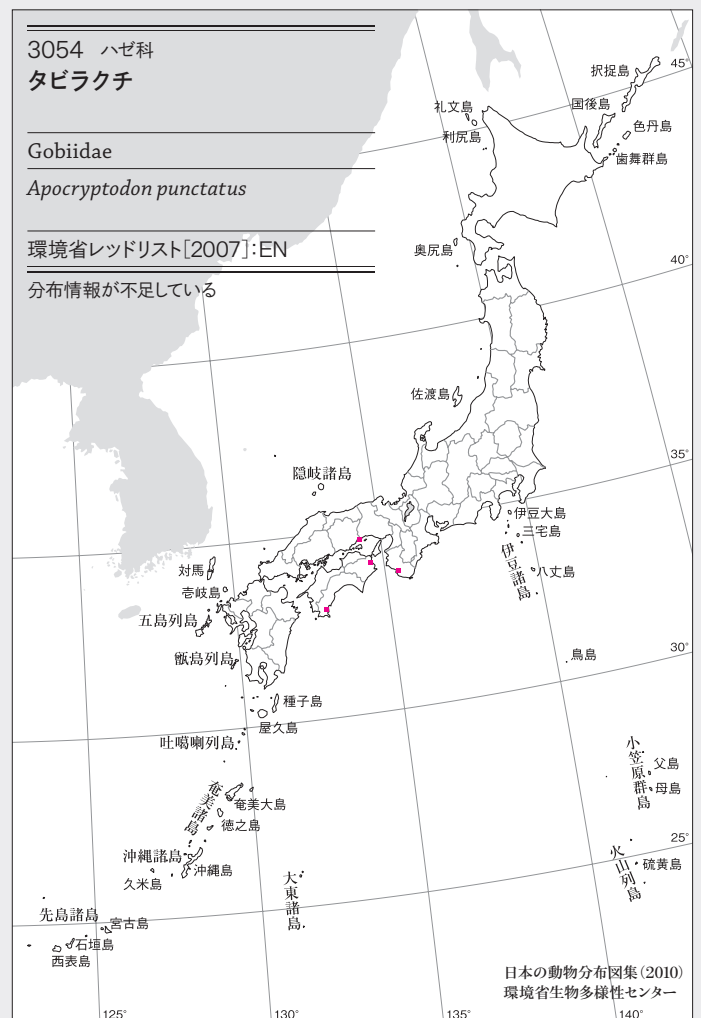 3054 ハゼ科
タビラクチ
Gobiidae
Apocryptodon punctatus
環境省レッドリスト[2007]:EN
分布情報が不足している
択捉島
45°
国後島
礼文島
色丹島
利尻島
歯舞群島
奥尻島
40°
佐渡島
35°
隠岐諸島
伊豆大島
三宅島
伊豆諸島
八丈島
対馬
壱岐島
五島列島
甑島列島
鳥島
30°
種子島
屋久島
吐噶喇列島
小笠原群島
父島
母島
奄美諸島
奄美大島
徳之島
25°
沖縄諸島
沖縄島
久米島
火山列島
硫黄島
大東諸島
先島諸島
宮古島
石垣島
西表島
日本の動物分布図集(2010)
環境省生物多様性センター
125°
130°
135°
140°